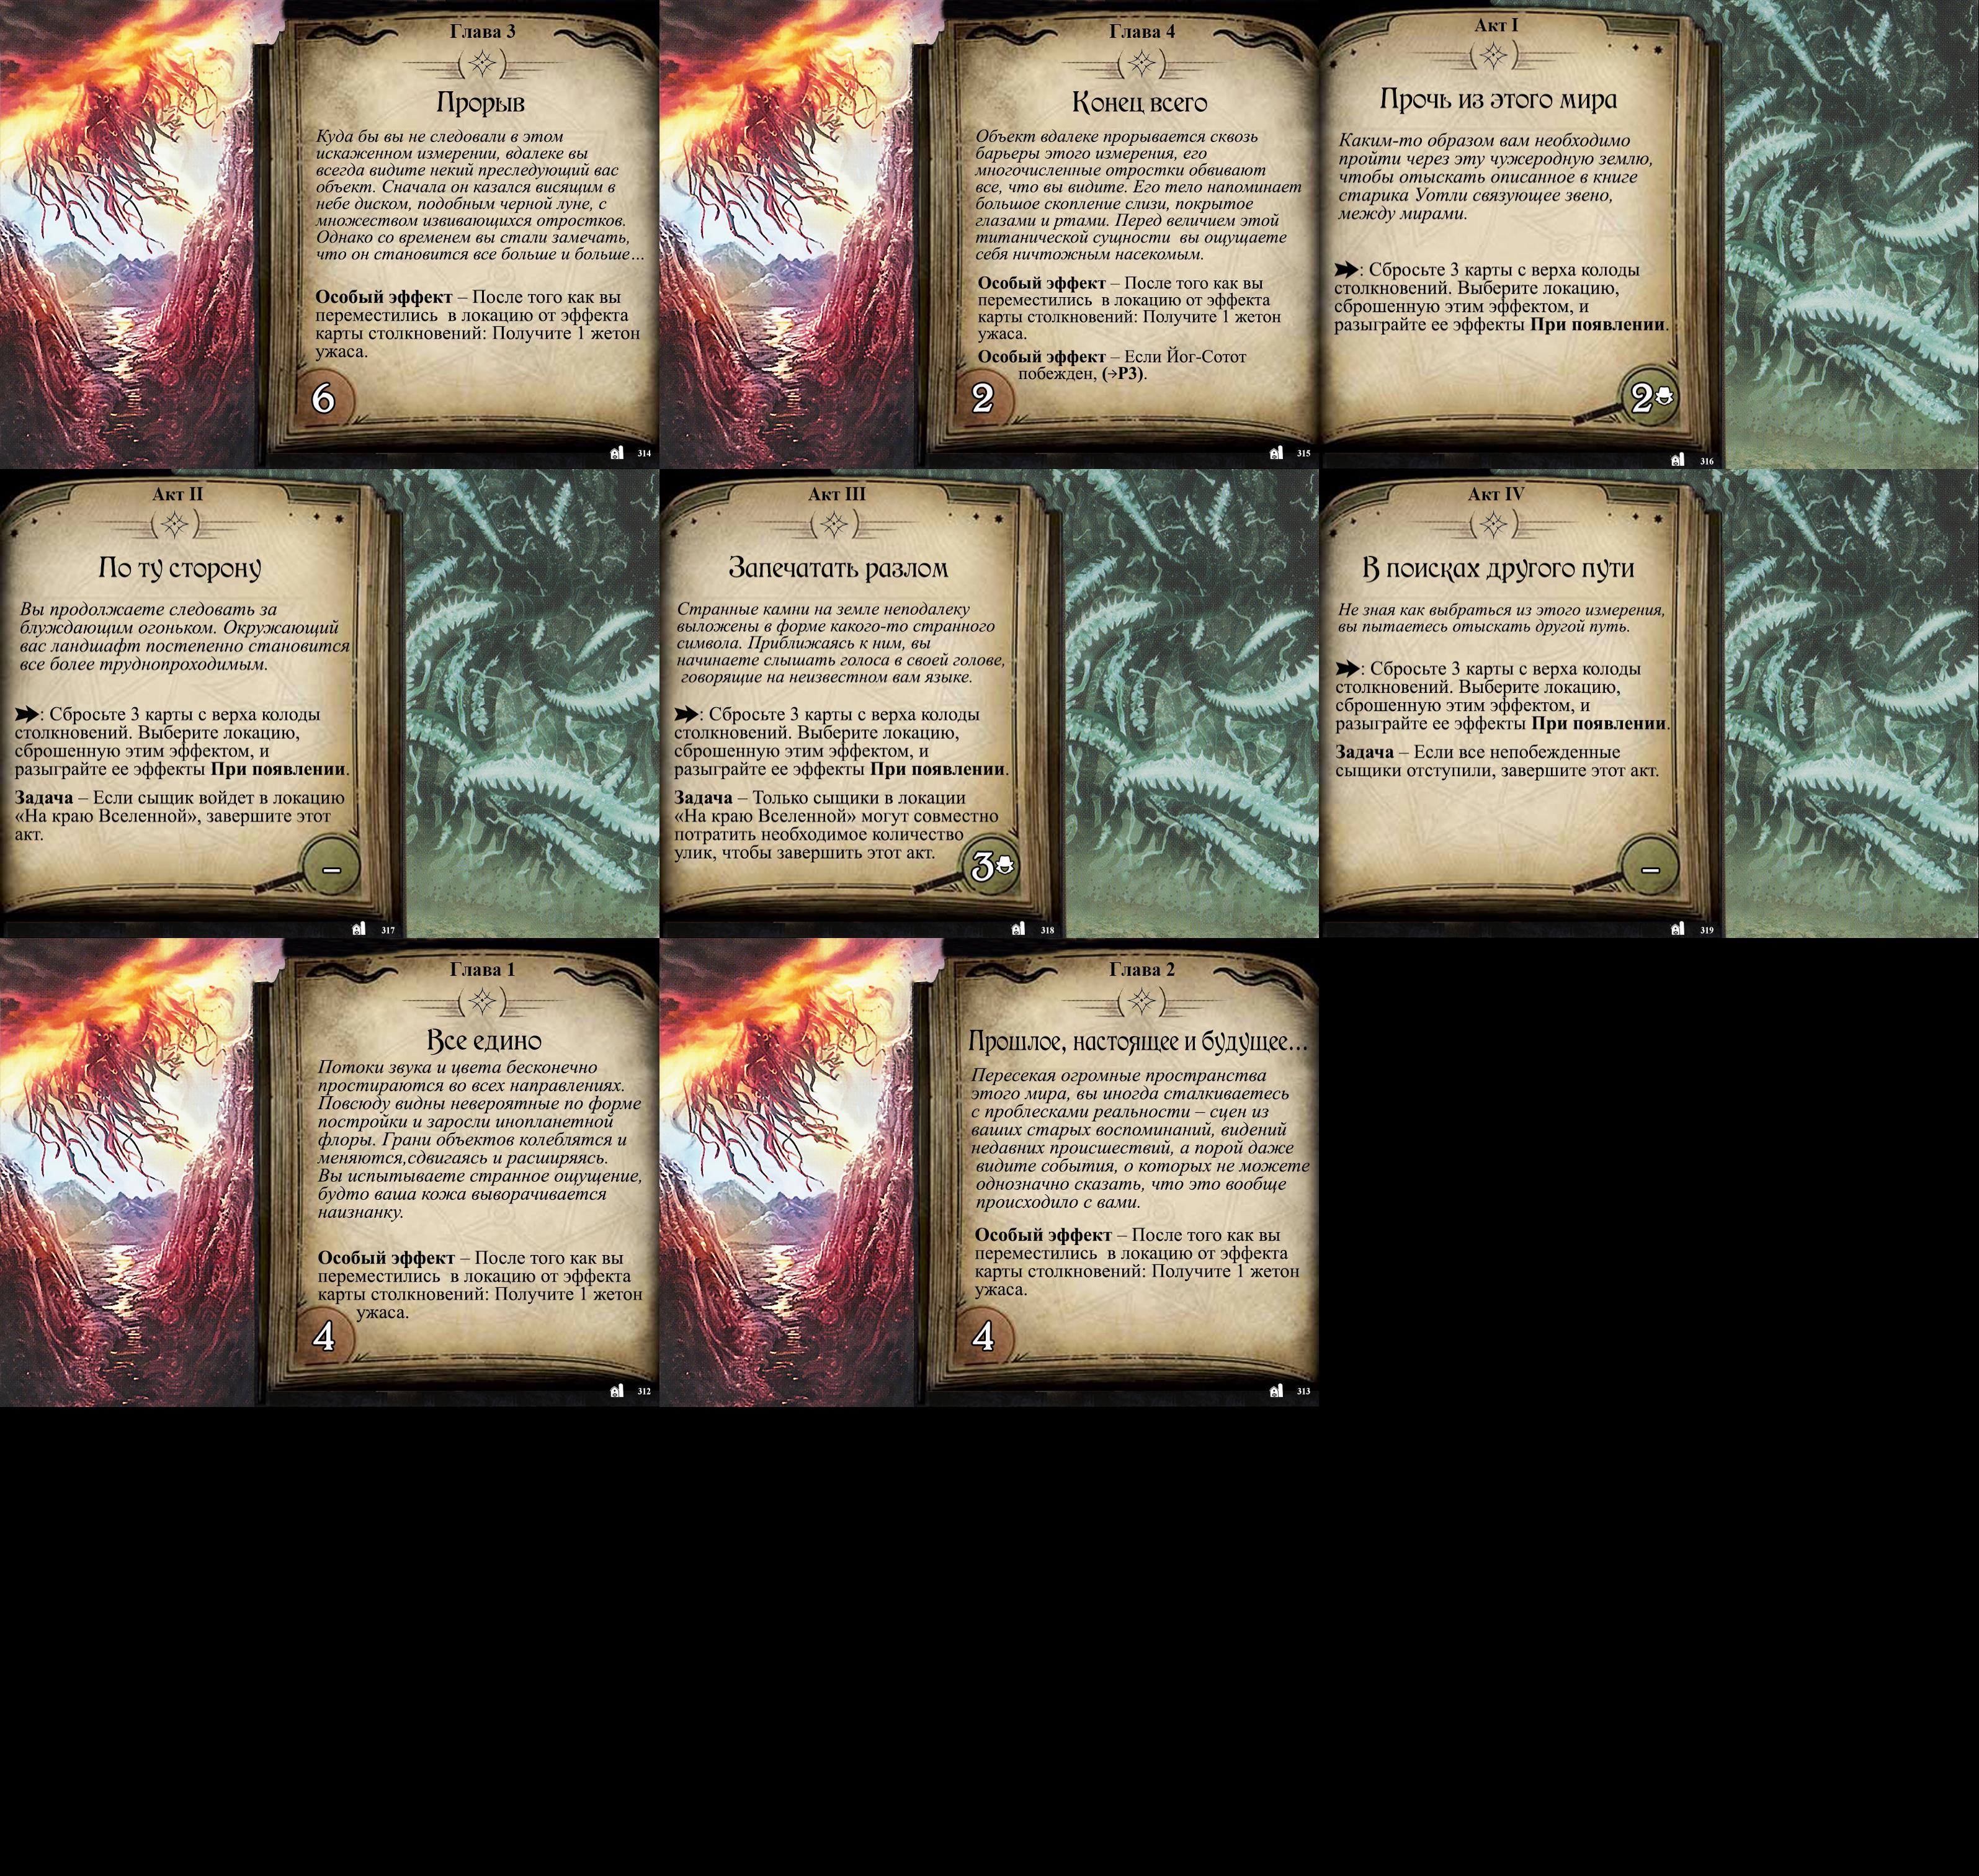 Глава 3
Прорыв
Куда бы вы не следовали в этом
искаженном измерении, вдалеке вы
всегда видите некий преследующий вас
объект. Сначала он казался висящим в
небе диском, подобным черной луне, с
множеством извивающихся отростков.
Однако со временем вы стали замечать,
что он становится все больше и больше...
Особый эффект – После того как вы
переместились в локацию от эффекта
карты столкновений: Получите 1 жетон
ужаса.
6
314
Глава 4
Конец всего
Объект вдалеке прорывается сквозь
барьеры этого измерения, его
многочисленные отростки обвивают
все, что вы видите. Его тело напоминает
большое скопление слизи, покрытое
глазами и ртами. Перед величием этой
титанической сущности вы ощущаете
себя ничтожным насекомым.
Особый эффект – После того как вы
переместились в локацию от эффекта
карты столкновений: Получите 1 жетон
ужаса.
Особый эффект – Если Йог-Сотот
побежден, (→Р3).
2
315
Акт I
Прочь из этого мира
Каким-то образом вам необходимо
пройти через эту чужеродную землю,
чтобы отыскать описанное в книге
старика Уотли связующее звено,
между мирами.
: Сбросьте 3 карты с верха колоды
столкновений. Выберите локацию,
сброшенную этим эффектом, и
разыграйте ее эффекты При появлении.
2
316
Акт II
По ту сторону
Вы продолжаете следовать за
блуждающим огоньком. Окружающий
вас ландшафт постепенно становится
все более труднопроходимым.
: Сбросьте 3 карты с верха колоды
столкновений. Выберите локацию,
сброшенную этим эффектом, и
разыграйте ее эффекты При появлении.
Задача – Если сыщик войдет в локацию
«На краю Вселенной», завершите этот
акт.
–
317
Акт III
Запечатать разлом
Странные камни на земле неподалеку
выложены в форме какого-то странного
символа. Приближаясь к ним, вы
начинаете слышать голоса в своей голове,
говорящие на неизвестном вам языке.
: Сбросьте 3 карты с верха колоды
столкновений. Выберите локацию,
сброшенную этим эффектом, и
разыграйте ее эффекты При появлении.
Задача – Только сыщики в локации
«На краю Вселенной» могут совместно
потратить необходимое количество
улик, чтобы завершить этот акт.
3
318
Акт IV
В поисках другого пути
Не зная как выбраться из этого измерения,
вы пытаетесь отыскать другой путь.
: Сбросьте 3 карты с верха колоды
столкновений. Выберите локацию,
сброшенную этим эффектом, и
разыграйте ее эффекты При появлении.
Задача – Если все непобежденные
сыщики отступили, завершите этот акт.
–
319
Глава 1
Все едино
Потоки звука и цвета бесконечно
простираются во всех направлениях.
Повсюду видны невероятные по форме
постройки и заросли инопланетной
флоры. Грани объектов колеблются и
меняются,сдвигаясь и расширяясь.
Вы испытываете странное ощущение,
будто ваша кожа выворачивается
наизнанку.
Особый эффект – После того как вы
переместились в локацию от эффекта
карты столкновений: Получите 1 жетон
ужаса.
4
312
Глава 2
Прошлое, настоящее и будущее...
Пересекая огромные пространства
этого мира, вы иногда сталкиваетесь
с проблесками реальности – сцен из
ваших старых воспоминаний, видений
недавних происшествий, а порой даже
видите события, о которых не можете
однозначно сказать, что это вообще
происходило с вами.
Особый эффект – После того как вы
переместились в локацию от эффекта
карты столкновений: Получите 1 жетон
ужаса.
4
313